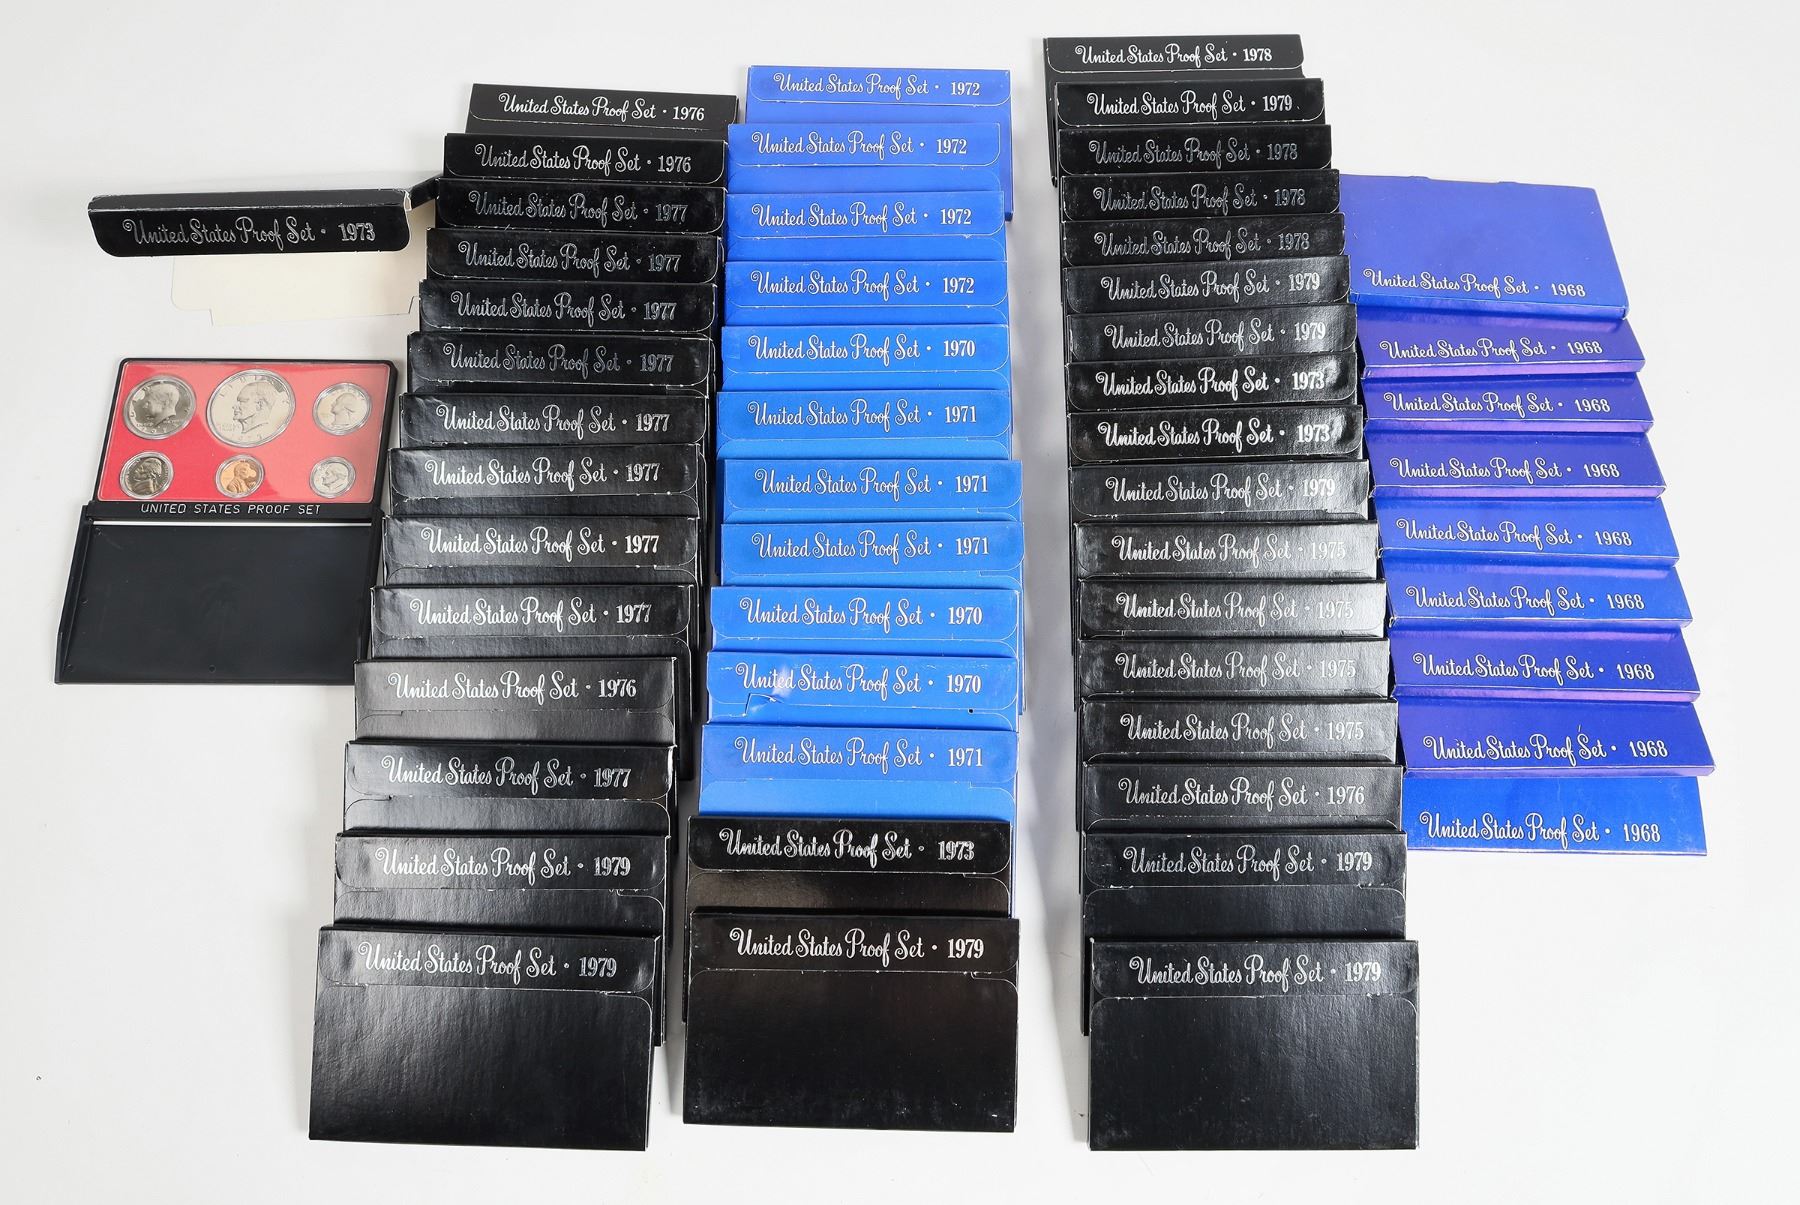 United States Proof Set • 1973
UNITED STATES PROOF SET
United States Proof Set • 1976
United States Proof Set • 1976
United States Proof Set • 1977
United States Proof Set • 1977
United States Proof Set • 1977
United States Proof Set • 1977
United States Proof Set • 1977
United States Proof Set • 1977
United States Proof Set • 1977
United States Proof Set • 1977
United States Proof Set • 1976
United States Proof Set • 1977
United States Proof Set • 1979
United States Proof Set • 1979
United States Proof Set • 1972
United States Proof Set • 1972
United States Proof Set • 1972
United States Proof Set • 1972
United States Proof Set • 1970
United States Proof Set • 1971
United States Proof Set • 1971
United States Proof Set • 1971
United States Proof Set • 1970
United States Proof Set • 1970
United States Proof Set • 1971
United States Proof Set • 1973
United States Proof Set • 1979
United States Proof Set • 1978
United States Proof Set • 1979
United States Proof Set • 1978
United States Proof Set • 1978
United States Proof Set • 1978
United States Proof Set • 1979
United States Proof Set • 1979
United States Proof Set • 1973
United States Proof Set • 1973
United States Proof Set • 1979
United States Proof Set • 1975
United States Proof Set • 1975
United States Proof Set • 1975
United States Proof Set • 1975
United States Proof Set • 1976
United States Proof Set • 1979
United States Proof Set • 1979
United States Proof Set • 1968
United States Proof Set • 1968
United States Proof Set • 1968
United States Proof Set • 1968
United States Proof Set • 1968
United States Proof Set • 1968
United States Proof Set • 1968
United States Proof Set • 1968
United States Proof Set • 1968